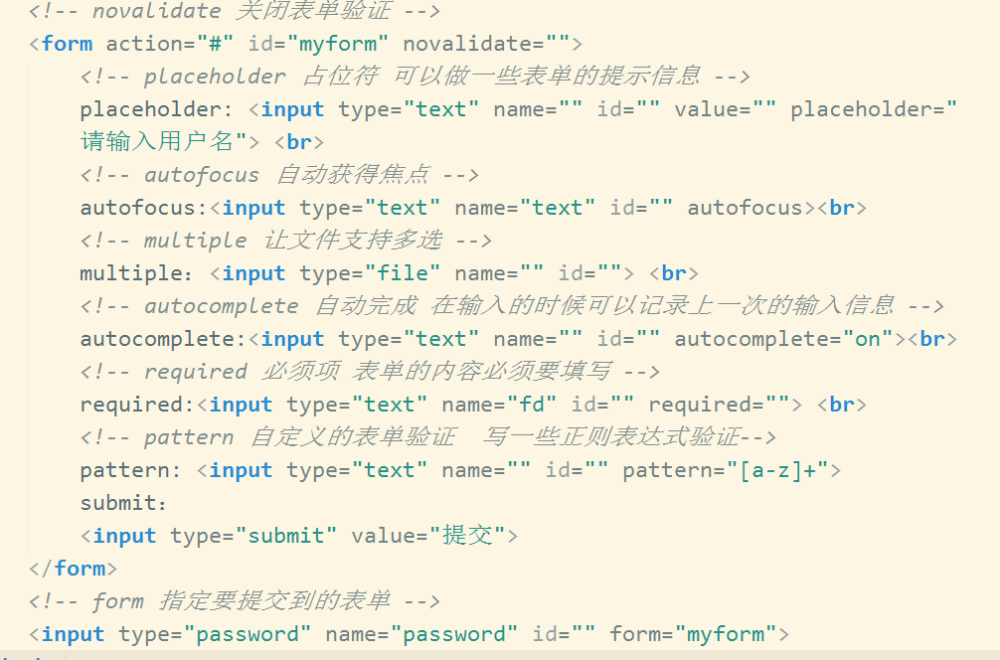 <!-- novalidate 关闭表单验证 -->
<form action="#" id="myform" novalidate="">
<!-- placeholder 占位符 可以做一些表单的提示信息 -->
placeholder: <input type="text" name="" id="" value="" placeholder="
请输入用户名"> <br>
<!-- autofocus 自动获得焦点 -->
autofocus:<input type="text" name="text" id="" autofocus><br>
<!-- multiple 让文件支持多选 -->
multiple：<input type="file" name="" id=""> <br>
<!-- autocomplete 自动完成 在输入的时候可以记录上一次的输入信息 -->
autocomplete:<input type="text" name="" id="" autocomplete="on"><br>
<!-- required 必须项 表单的内容必须要填写 -->
required:<input type="text" name="fd" id="" required=""> <br>
<!-- pattern 自定义的表单验证  写一些正则表达式验证-->
pattern: <input type="text" name="" id="" pattern="[a-z]+">
submit：
<input type="submit" value="提交">
</form>
<!-- form 指定要提交到的表单 -->
<input type="password" name="password" id="" form="myform">